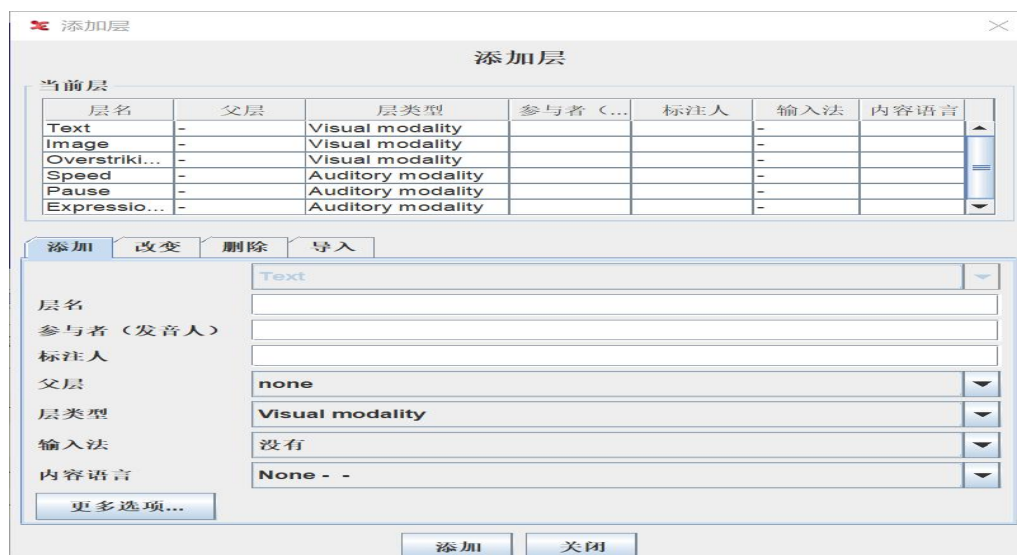 添加层
添加层
当前层
层名 父层 层类型 参与者（... 标注人 输入法 内容语言
Text - Visual modality -
Image - Visual modality -
Overstriki... - Visual modality -
Speed - Auditory modality -
Pause - Auditory modality -
Expressio... - Auditory modality -
添加 改变 删除 导入
Text
层名
参与者（发音人）
标注人
父层 none
层类型 Visual modality
输入法 没有
内容语言 None - -
更多选项...
添加 关闭